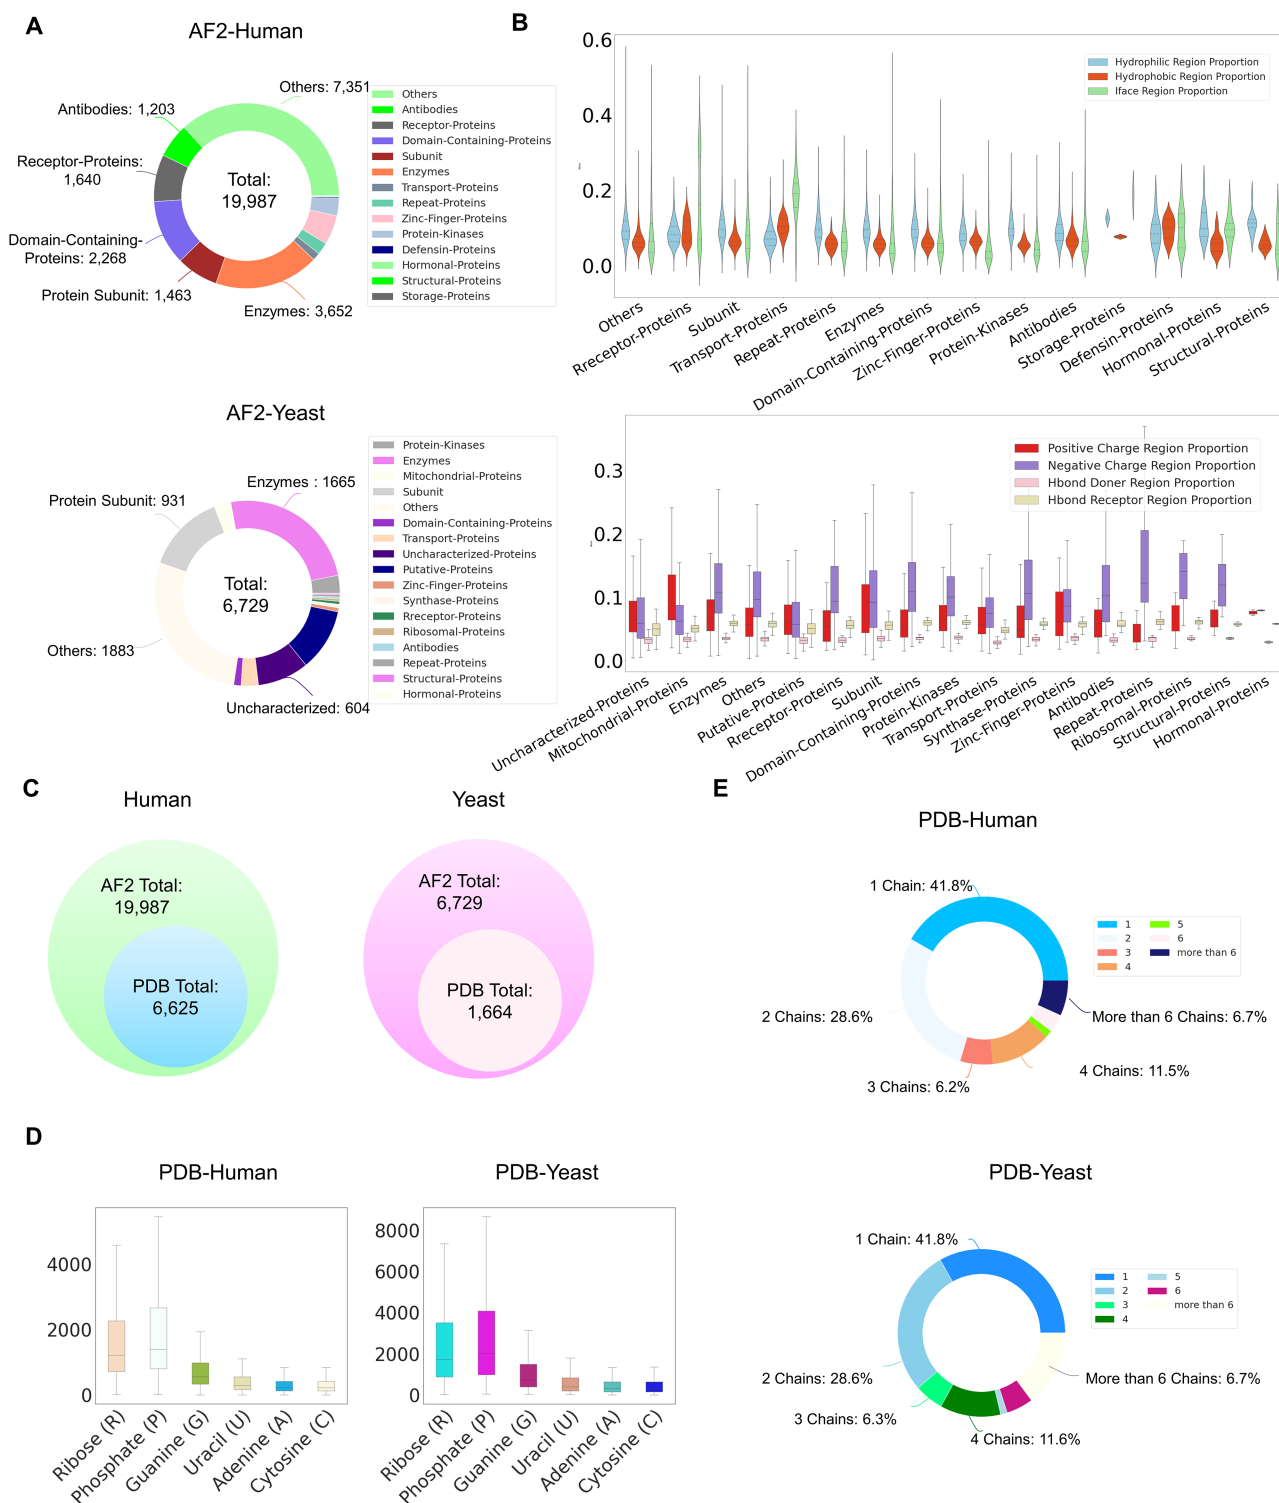 A
AF2-Human
Others: 7,351
Antibodies: 1,203
Receptor-Proteins:
1,640
Domain-Containing-
Proteins: 2,268
Protein Subunit: 1,463
Enzymes: 3,652
Total:
19,987
Others
Antibodies
Receptor-Proteins
Domain-Containing-Proteins
Subunit
Enzymes
Transport-Proteins
Repeat-Proteins
Zinc-Finger-Proteins
Protein-Kinases
Defensin-Proteins
Hormonal-Proteins
Structural-Proteins
Storage-Proteins
AF2-Yeast
Enzymes : 1665
Protein Subunit: 931
Others: 1883
Uncharacterized: 604
Total:
6,729
Protein-Kinases
Enzymes
Mitochondrial-Proteins
Subunit
Others
Domain-Containing-Proteins
Transport-Proteins
Uncharacterized-Proteins
Putative-Proteins
Zinc-Finger-Proteins
Synthase-Proteins
Rreceptor-Proteins
Ribosomal-Proteins
Antibodies
Repeat-Proteins
Structural-Proteins
Hormonal-Proteins
B
0.6
0.4
0.2
0.0
Hydrophilic Region Proportion
Hydrophobic Region Proportion
Iface Region Proportion
Others
Rreceptor-Proteins
Subunit
Transport-Proteins
Repeat-Proteins
Enzymes
Domain-Containing-Proteins
Zinc-Finger-Proteins
Protein-Kinases
Antibodies
Storage-Proteins
Defensin-Proteins
Hormonal-Proteins
Structural-Proteins
0.3
0.2
0.1
0.0
Positive Charge Region Proportion
Negative Charge Region Proportion
Hbond Doner Region Proportion
Hbond Receptor Region Proportion
Uncharacterized-Proteins
Mitochondrial-Proteins
Enzymes
Others
Putative-Proteins
Rreceptor-Proteins
Subunit
Domain-Containing-Proteins
Protein-Kinases
Transport-Proteins
Synthase-Proteins
Zinc-Finger-Proteins
Antibodies
Repeat-Proteins
Ribosomal-Proteins
Structural-Proteins
Hormonal-Proteins
C
Human
AF2 Total:
19,987
PDB Total:
6,625
Yeast
AF2 Total:
6,729
PDB Total:
1,664
D
PDB-Human
4000
2000
0
Ribose (R)
Phosphate (P)
Guanine (G)
Uracil (U)
Adenine (A)
Cytosine (C)
PDB-Yeast
8000
6000
4000
2000
0
Ribose (R)
Phosphate (P)
Guanine (G)
Uracil (U)
Adenine (A)
Cytosine (C)
E
PDB-Human
1 Chain: 41.8%
2 Chains: 28.6%
3 Chains: 6.2%
4 Chains: 11.5%
More than 6 Chains: 6.7%
1
2
3
4
5
6
more than 6
PDB-Yeast
1 Chain: 41.8%
2 Chains: 28.6%
3 Chains: 6.3%
4 Chains: 11.6%
More than 6 Chains: 6.7%
1
2
3
4
5
6
more than 6